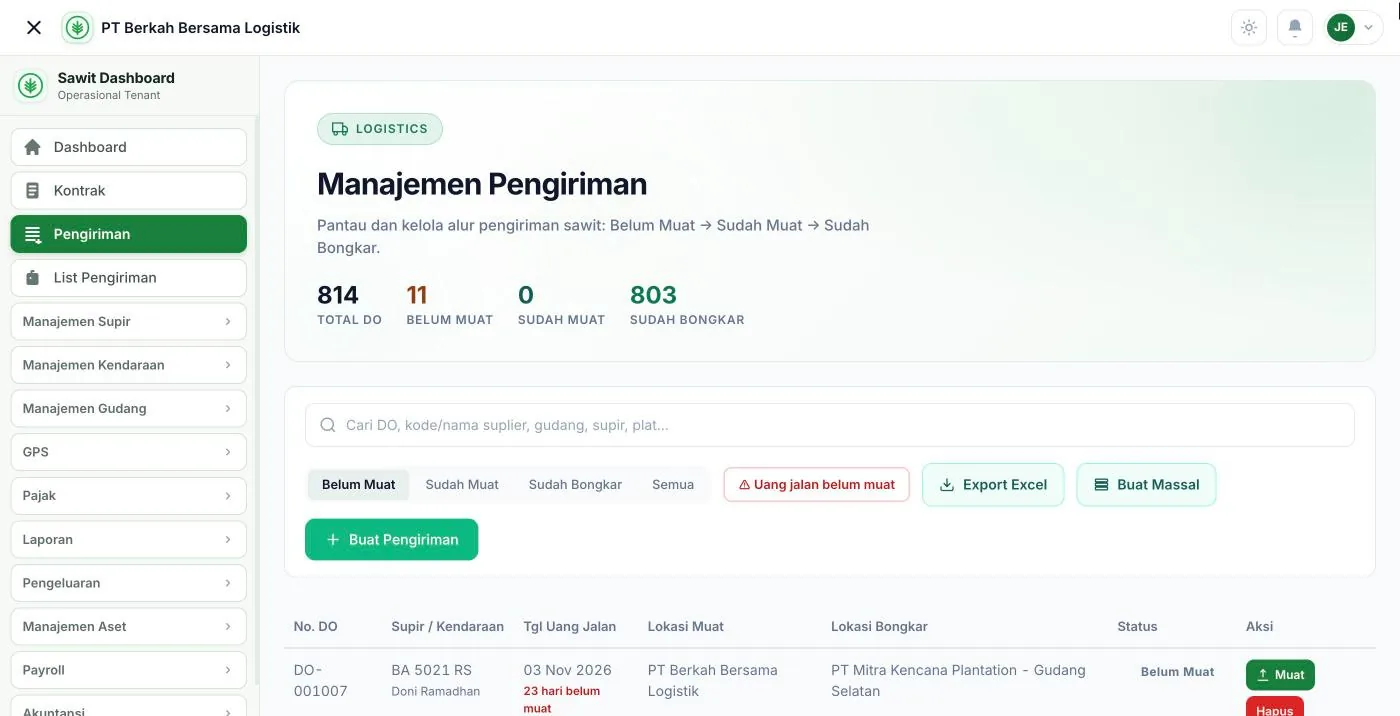 PT Berkah Bersama Logistik
JE
Sawit Dashboard
Operasional Tenant
Dashboard
Kontrak
Pengiriman
List Pengiriman
Manajemen Supir
Manajemen Kendaraan
Manajemen Gudang
GPS
Pajak
Laporan
Pengeluaran
Manajemen Aset
Payroll
Akuntansi
LOGISTICS
Manajemen Pengiriman
Pantau dan kelola alur pengiriman sawit: Belum Muat → Sudah Muat → Sudah
Bongkar.
814 11 0 803
TOTAL DO BELUM MUAT SUDAH MUAT SUDAH BONGKAR
Cari DO, kode/nama suplier, gudang, supir, plat...
Belum Muat Sudah Muat Sudah Bongkar Semua ⚠ Uang jalan belum muat Export Excel Buat Massal
+ Buat Pengiriman
No. DO Supir / Kendaraan Tgl Uang Jalan Lokasi Muat Lokasi Bongkar Status Aksi
DO- BA 5021 RS 03 Nov 2026 PT Berkah Bersama PT Mitra Kencana Plantation - Gudang Belum Muat Muat
001007 Doni Ramadhan 23 hari belum Logistik Selatan
muat Hapus